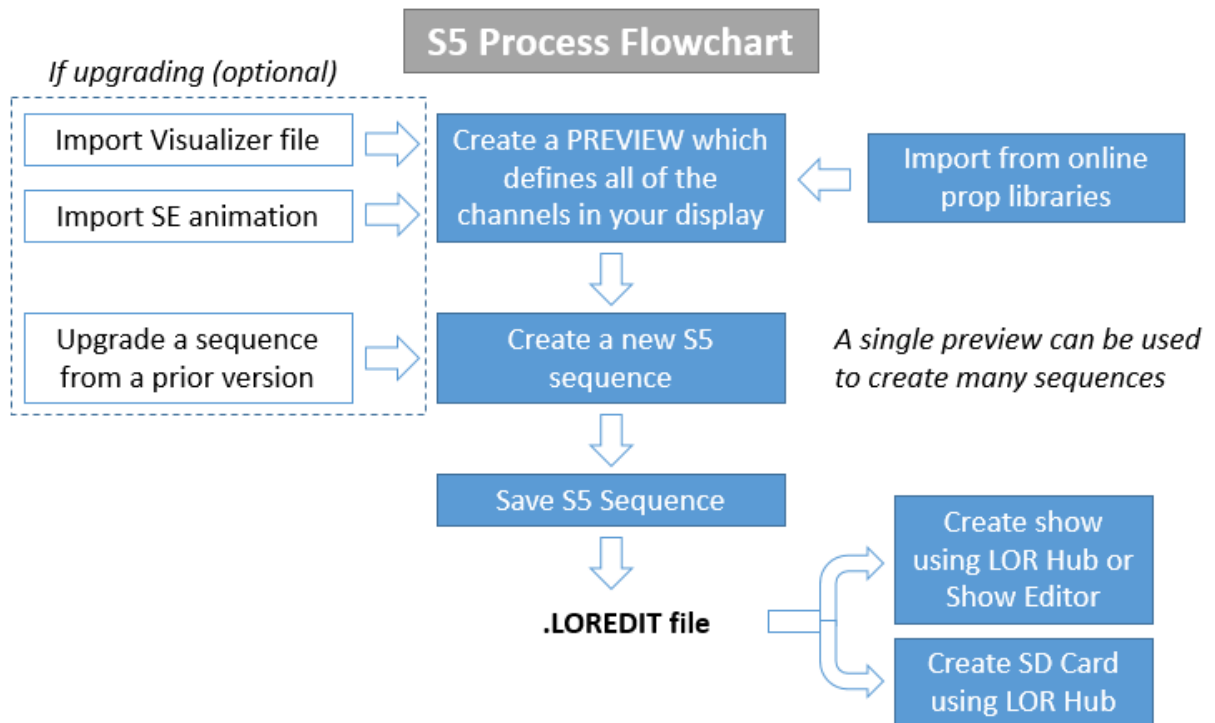 S5 Process Flowchart
If upgrading (optional)
Import Visualizer file
Import SE animation
Create a PREVIEW which
defines all of the
channels in your display
Import from online
prop libraries
Upgrade a sequence
from a prior version
Create a new S5
sequence
A single preview can be used
to create many sequences
Save S5 Sequence
.LOREDIT file
Create show
using LOR Hub or
Show Editor
Create SD Card
using LOR Hub